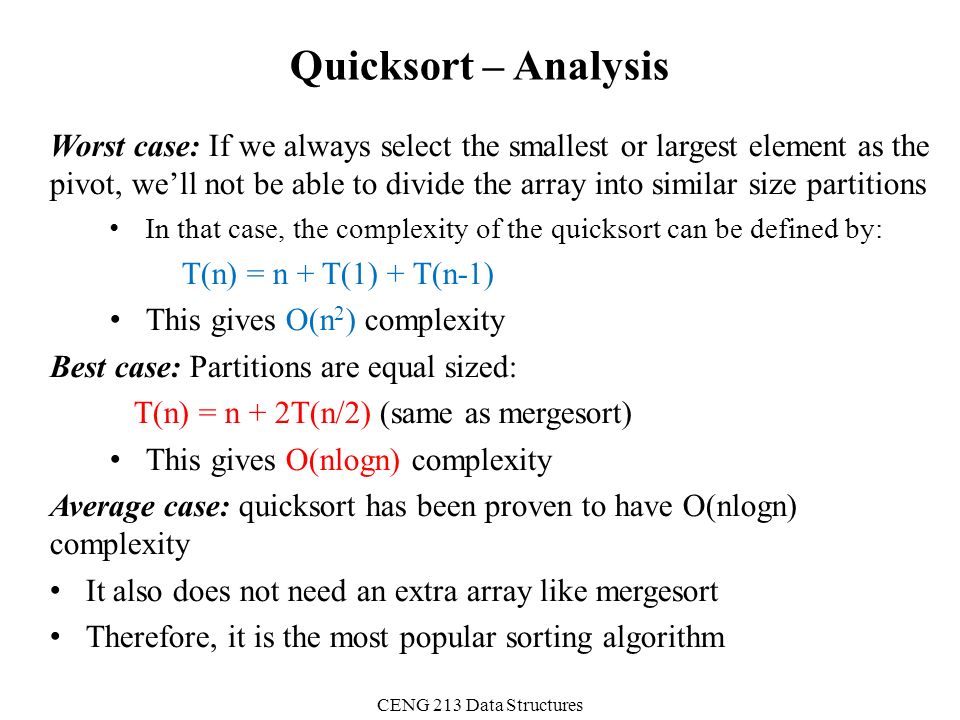 Quicksort – Analysis
Worst case: If we always select the smallest or largest element as the
pivot, we’ll not be able to divide the array into similar size partitions
• In that case, the complexity of the quicksort can be defined by:
T(n) = n + T(1) + T(n-1)
• This gives O(n²) complexity
Best case: Partitions are equal sized:
T(n) = n + 2T(n/2) (same as mergesort)
• This gives O(nlogn) complexity
Average case: quicksort has been proven to have O(nlogn)
complexity
• It also does not need an extra array like mergesort
• Therefore, it is the most popular sorting algorithm
CENG 213 Data Structures